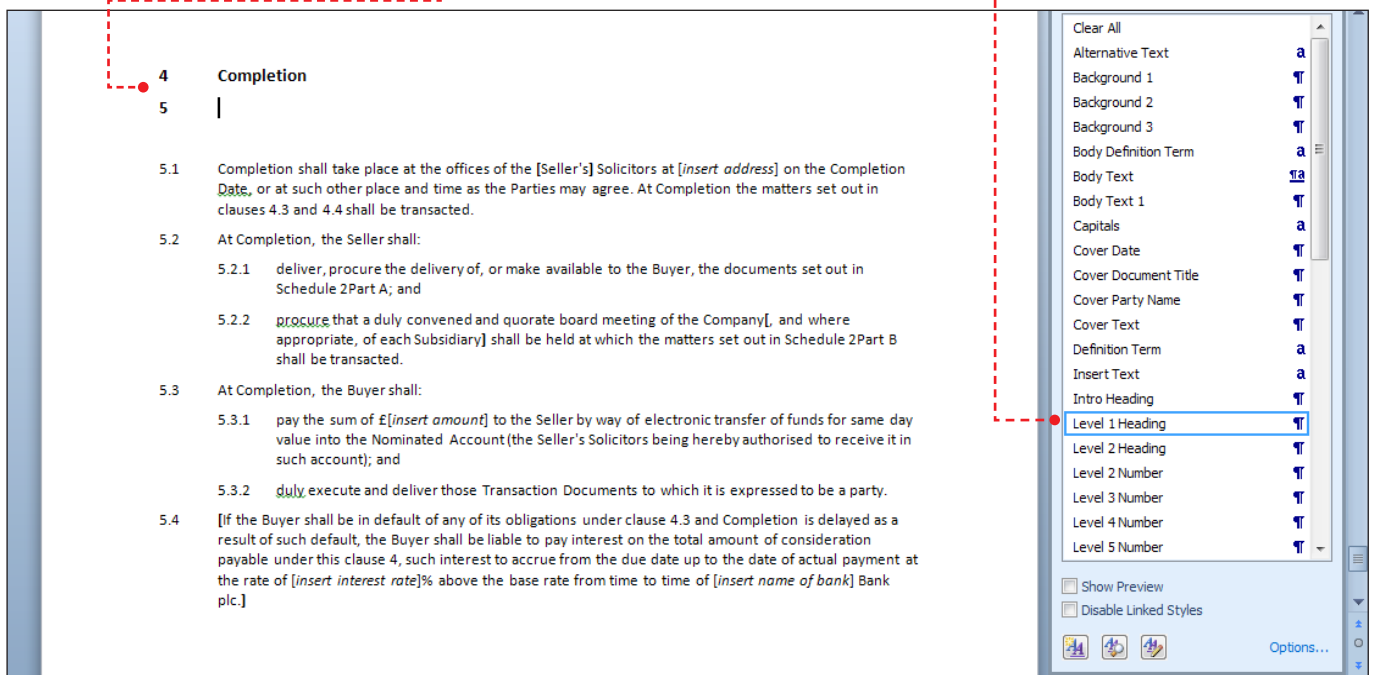 4 Completion
5
5.1 Completion shall take place at the offices of the [Seller's] Solicitors at [insert address] on the Completion
Date, or at such other place and time as the Parties may agree. At Completion the matters set out in
clauses 4.3 and 4.4 shall be transacted.
5.2 At Completion, the Seller shall:
5.2.1 deliver, procure the delivery of, or make available to the Buyer, the documents set out in
Schedule 2Part A; and
5.2.2 procure that a duly convened and quorate board meeting of the Company[, and where
appropriate, of each Subsidiary] shall be held at which the matters set out in Schedule 2Part B
shall be transacted.
5.3 At Completion, the Buyer shall:
5.3.1 pay the sum of £[insert amount] to the Seller by way of electronic transfer of funds for same day
value into the Nominated Account (the Seller's Solicitors being hereby authorised to receive it in
such account); and
5.3.2 duly execute and deliver those Transaction Documents to which it is expressed to be a party.
5.4 [If the Buyer shall be in default of any of its obligations under clause 4.3 and Completion is delayed as a
result of such default, the Buyer shall be liable to pay interest on the total amount of consideration
payable under this clause 4, such interest to accrue from the due date up to the date of actual payment at
the rate of [insert interest rate]% above the base rate from time to time of [insert name of bank] Bank
plc.]
Clear All
Alternative Text a
Background 1 ¶
Background 2 ¶
Background 3 ¶
Body Definition Term a
Body Text ¶a
Body Text 1 ¶
Capitals a
Cover Date ¶
Cover Document Title ¶
Cover Party Name ¶
Cover Text ¶
Definition Term a
Insert Text a
Intro Heading ¶
Level 1 Heading ¶
Level 2 Heading ¶
Level 2 Number ¶
Level 3 Number ¶
Level 4 Number ¶
Level 5 Number ¶
Show Preview
Disable Linked Styles
Options...